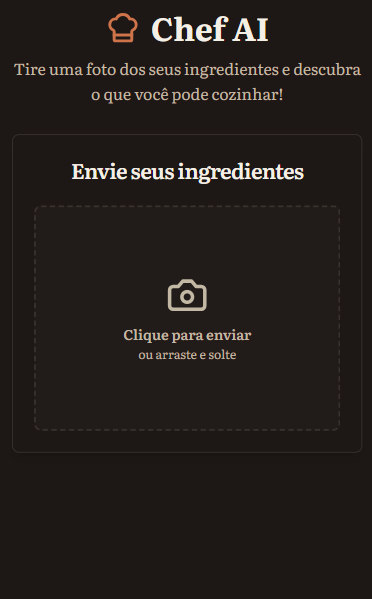 Chef AI
Tire uma foto dos seus ingredientes e descubra
o que você pode cozinhar!
Envie seus ingredientes
Clique para enviar
ou arraste e solte